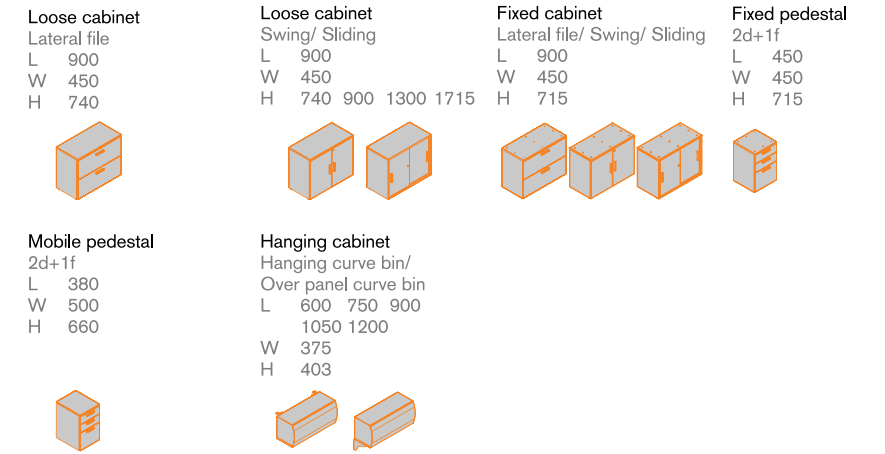 Loose cabinet
Lateral file
L 900
W 450
H 740
Loose cabinet
Swing/ Sliding
L 900
W 450
H 740 900 1300 1715
Fixed cabinet
Lateral file/ Swing/ Sliding
L 900
W 450
H 715
Fixed pedestal
2d+1f
L 450
W 450
H 715
Mobile pedestal
2d+1f
L 380
W 500
H 660
Hanging cabinet
Hanging curve bin/
Over panel curve bin
L 600 750 900
1050 1200
W 375
H 403